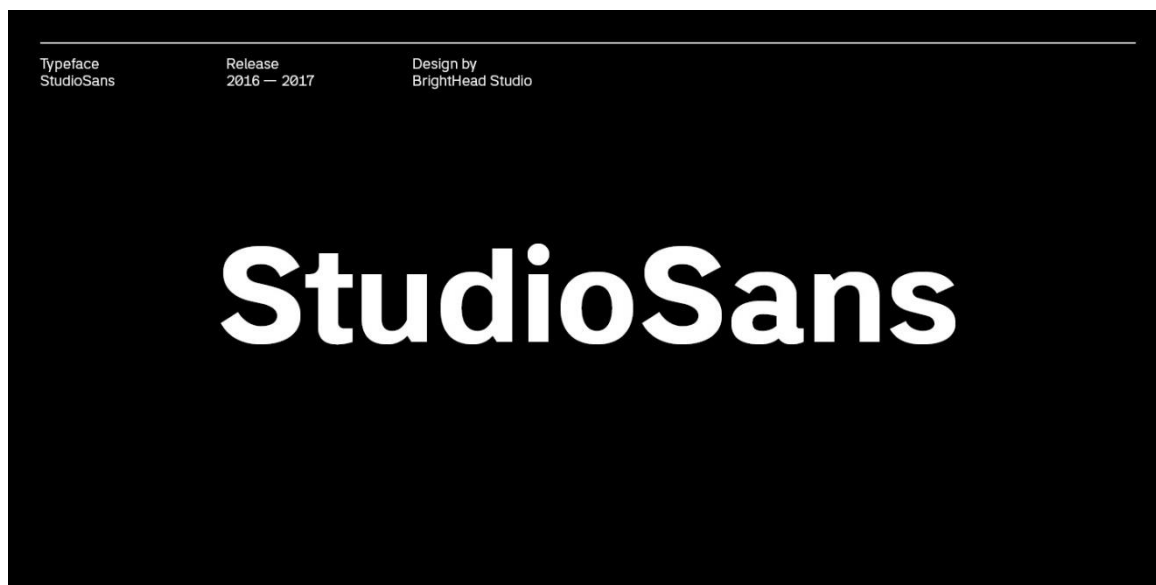 Typeface
StudioSans
Release
2016 — 2017
Design by
BrightHead Studio
StudioSans